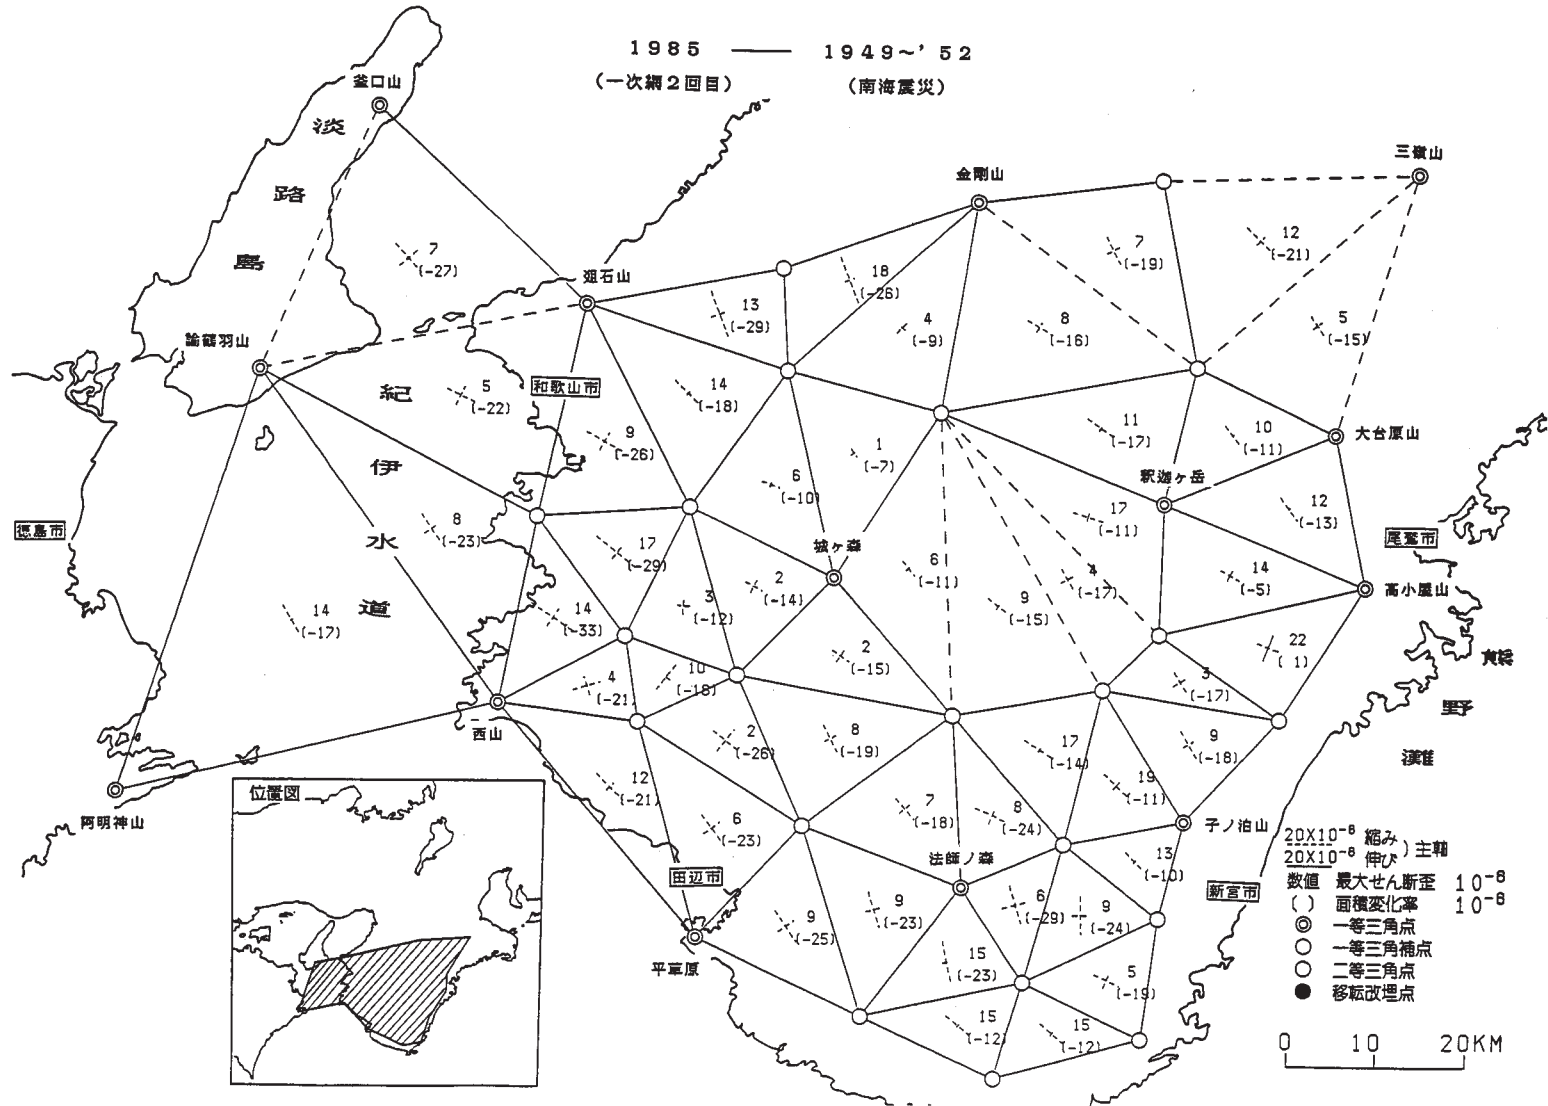 1985 —— 1949~'52
(一次網2回目) (南海震災)
釜口山
淡
路
島
三嶺山
金剛山
7
(-27)
俎石山
12
(-21)
7
(-19)
18
(-26)
13
(-29)
4
(-9)
8
(-16)
5
(-15)
諭鶴羽山
紀
伊
水
道
和歌山市
5
(-22)
14
(-18)
9
(-26)
1
(-7)
11
(-17)
10
(-11)
大台原山
釈迦ヶ岳
6
(-10)
8
(-23)
徳島市
17
(-11)
12
(-13)
尾鷲市
城ヶ森
17
(-29)
2
(-14)
6
(-11)
4
(-17)
14
(-5)
高小屋山
14
(-17)
14
(-33)
3
(-12)
9
(-15)
22
( 1)
野
灘
2
(-15)
10
(-18)
4
(-21)
3
(-17)
西山
2
(-26)
8
(-19)
17
(-14)
9
(-18)
12
(-21)
19
(-11)
位置図
阿明神山
6
(-23)
7
(-18)
8
(-24)
子ノ泊山
法師ノ森
13
(-10)
田辺市
新宮市
9
(-25)
9
(-23)
6
(-29)
9
(-24)
平草原
15
(-23)
5
(-19)
15
(-12)
15
(-12)
20X10⁻⁶ 縮み
20X10⁻⁶ 伸び
) 主軸
数値 最大せん断歪 10⁻⁶
( ) 面積変化率 10⁻⁶
◎ 一等三角点
○ 一等三角補点
○ 二等三角点
● 移転改埋点
0 10 20KM